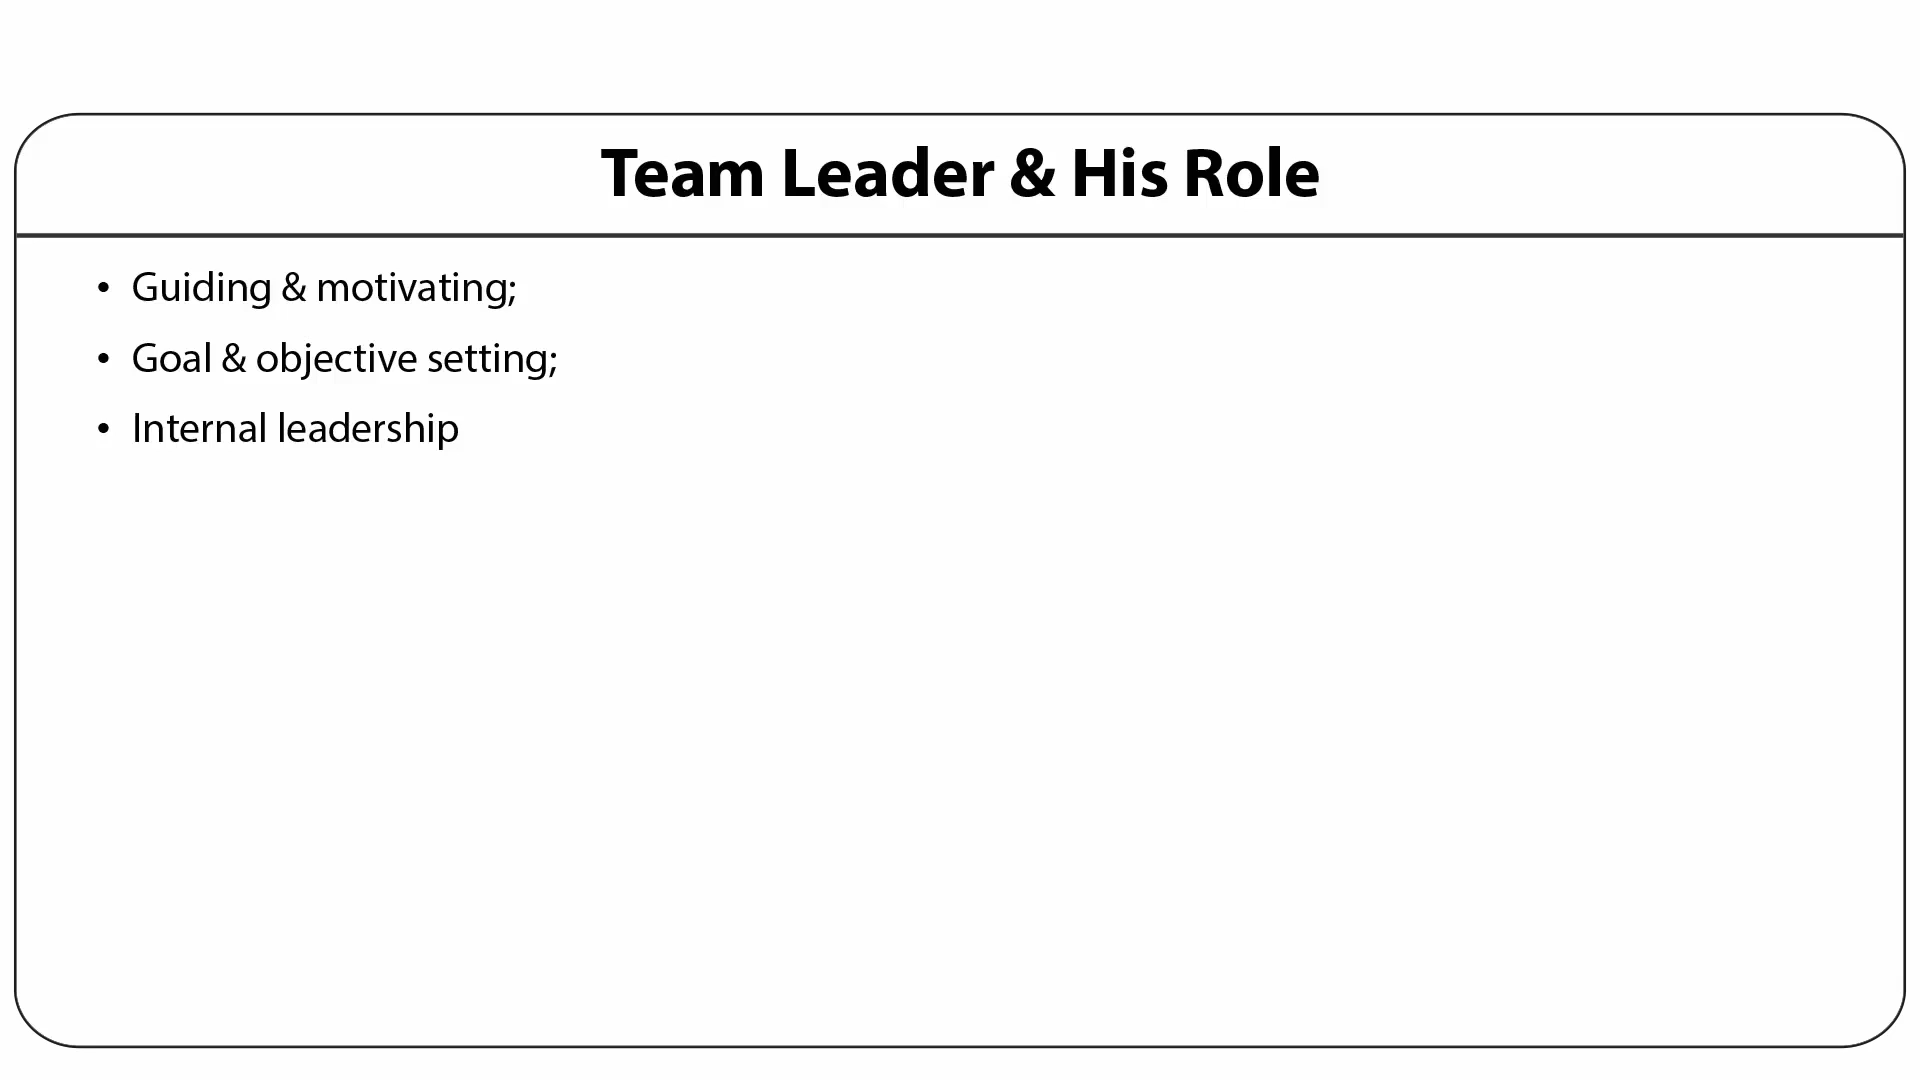 Team Leader & His Role
• Guiding & motivating;
• Goal & objective setting;
• Internal leadership